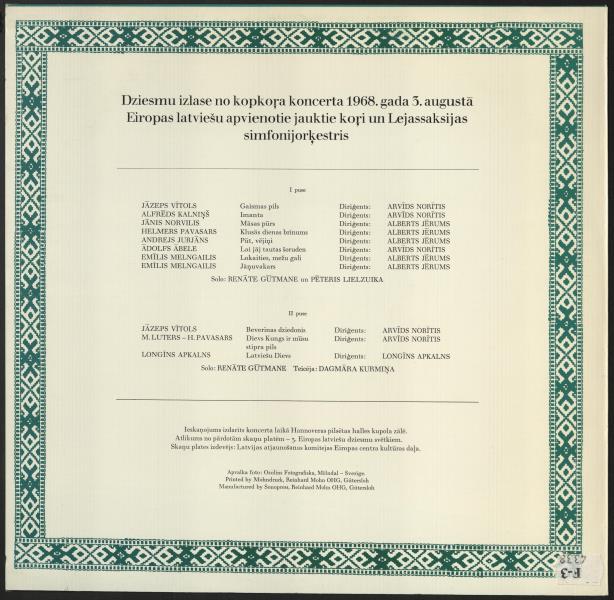 Dziesmu izlase no kopkoŗa koncerta 1968. gada 3. augustā
Eiropas latviešu apvienotie jauktie koŗi un Lejassaksijas
simfonijorķestris
I puse
JĀZEPS VĪTOLS Gaismas pils Diriģents: ARVĪDS NORĪTIS
ALFRĒDS KALNIŅŠ Imanta Diriģents: ARVĪDS NORĪTIS
JĀNIS NORVILIS Māsas pūrs Diriģents: ALBERTS JĒRUMS
HELMERS PAVASARS Klusās dienas brīnums Diriģents: ALBERTS JĒRUMS
ANDREJS JURJĀNS Pūt, vējiņi Diriģents: ALBERTS JĒRUMS
ĀDOLFS ĀBELE Lai jāj tautas šoruden Diriģents: ARVĪDS NORĪTIS
EMĪLIS MELNGAILIS Lakaities, mežu gali Diriģents: ALBERTS JĒRUMS
EMĪLIS MELNGAILIS Jāņuvakars Diriģents: ALBERTS JĒRUMS
Solo: RENĀTE GŪTMANE un PĒTERIS LIELZUIKA
II puse
JĀZEPS VĪTOLS Beverinas dziedonis Diriģents: ARVĪDS NORĪTIS
M. LUTERS – H. PAVASARS Dievs Kungs ir mūsu Diriģents: ARVĪDS NORĪTIS
stipra pils
LONGĪNS APKALNS Latviešu Dievs Diriģents: LONGĪNS APKALNS
Solo: RENĀTE GŪTMANE Teicēja: DAGMĀRA KURMIŅA
Ieskaņojums izdarīts koncerta laikā Hannoveras pilsētas halles kupola zālē.
Atlikums no pārdotām skaņu platēm – 3. Eiropas latviešu dziesmu svētkiem.
Skaņu plates izdevējs: Latvijas atjaunošanas komitejas Eiropas centra kultūras daļa.
Apvalka foto: Ozolins Fotografiska, Mölndal – Sverige
Printed by Mohndruck, Reinhard Mohn OHG, Gütersloh
Manufactured by Sonopress, Reinhard Mohn OHG, Gütersloh
F-3